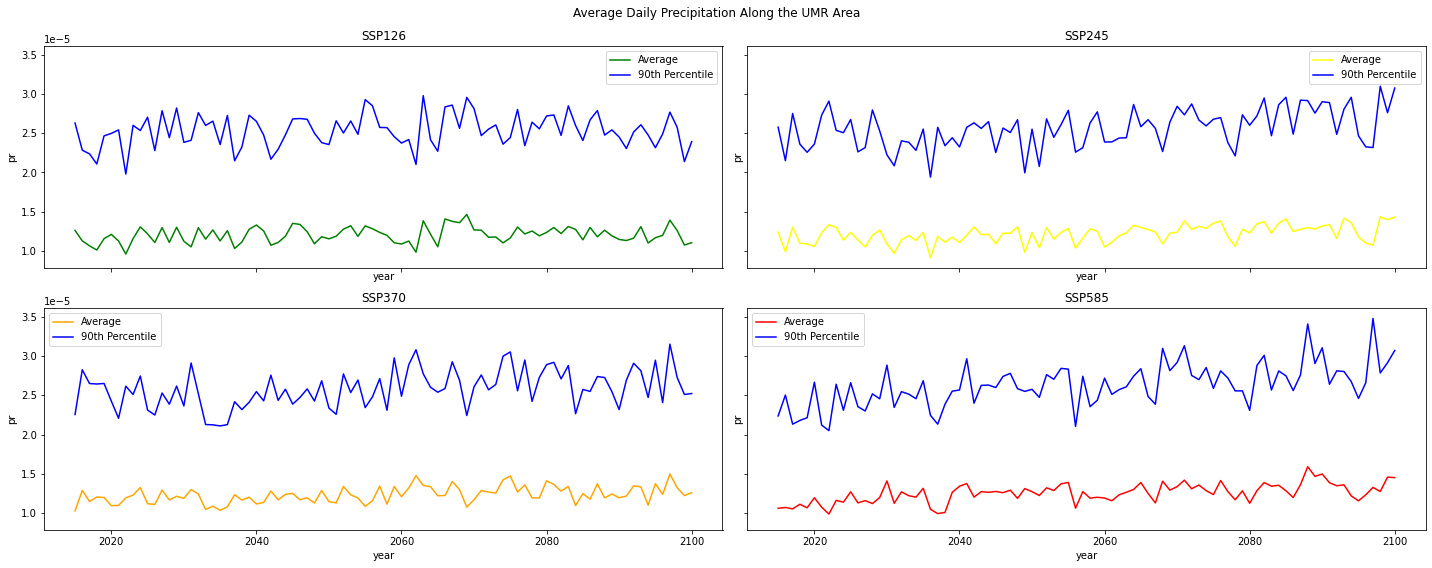 Average Daily Precipitation Along the UMR Area
SSP126
SSP245
1e−5
Average
90th Percentile
Average
90th Percentile
3.5
3.0
2.5
2.0
1.5
1.0
pr
pr
year
year
SSP370
SSP585
1e−5
Average
90th Percentile
Average
90th Percentile
3.5
3.0
2.5
2.0
1.5
1.0
pr
pr
2020 2040 2060 2080 2100
2020 2040 2060 2080 2100
year
year